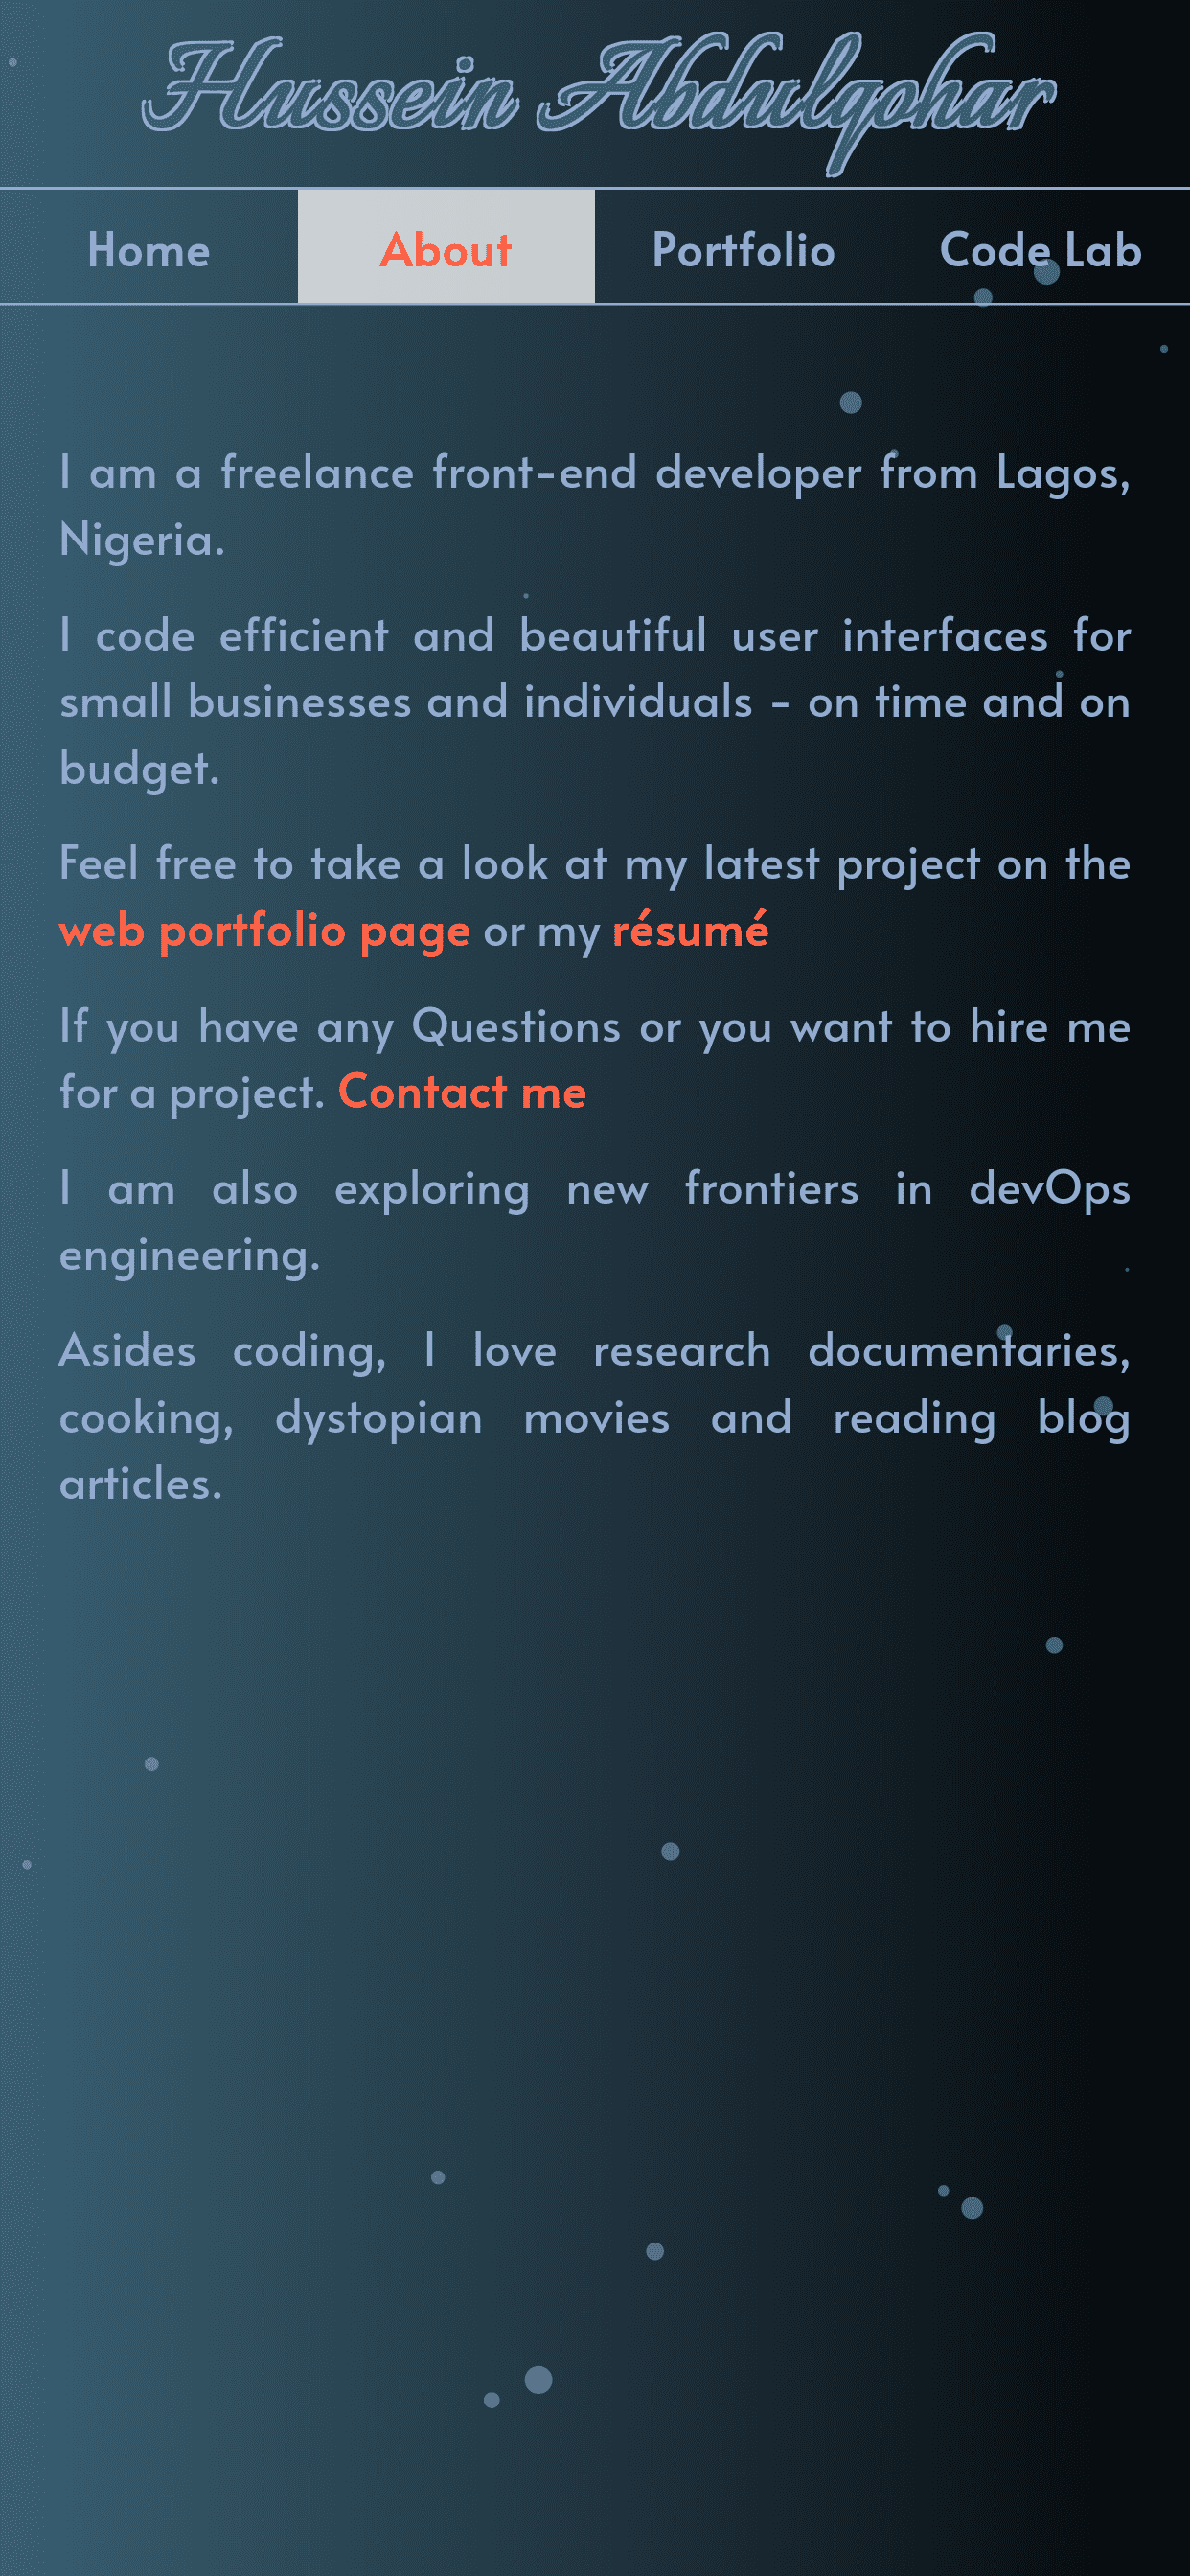 Hussein Abdulqohar
Home About Portfolio Code Lab
I am a freelance front-end developer from Lagos,
Nigeria.
I code efficient and beautiful user interfaces for
small businesses and individuals - on time and on
budget.
Feel free to take a look at my latest project on the
web portfolio page or my résumé
If you have any Questions or you want to hire me
for a project. Contact me
I am also exploring new frontiers in devOps
engineering.
Asides coding, I love research documentaries,
cooking, dystopian movies and reading blog
articles.